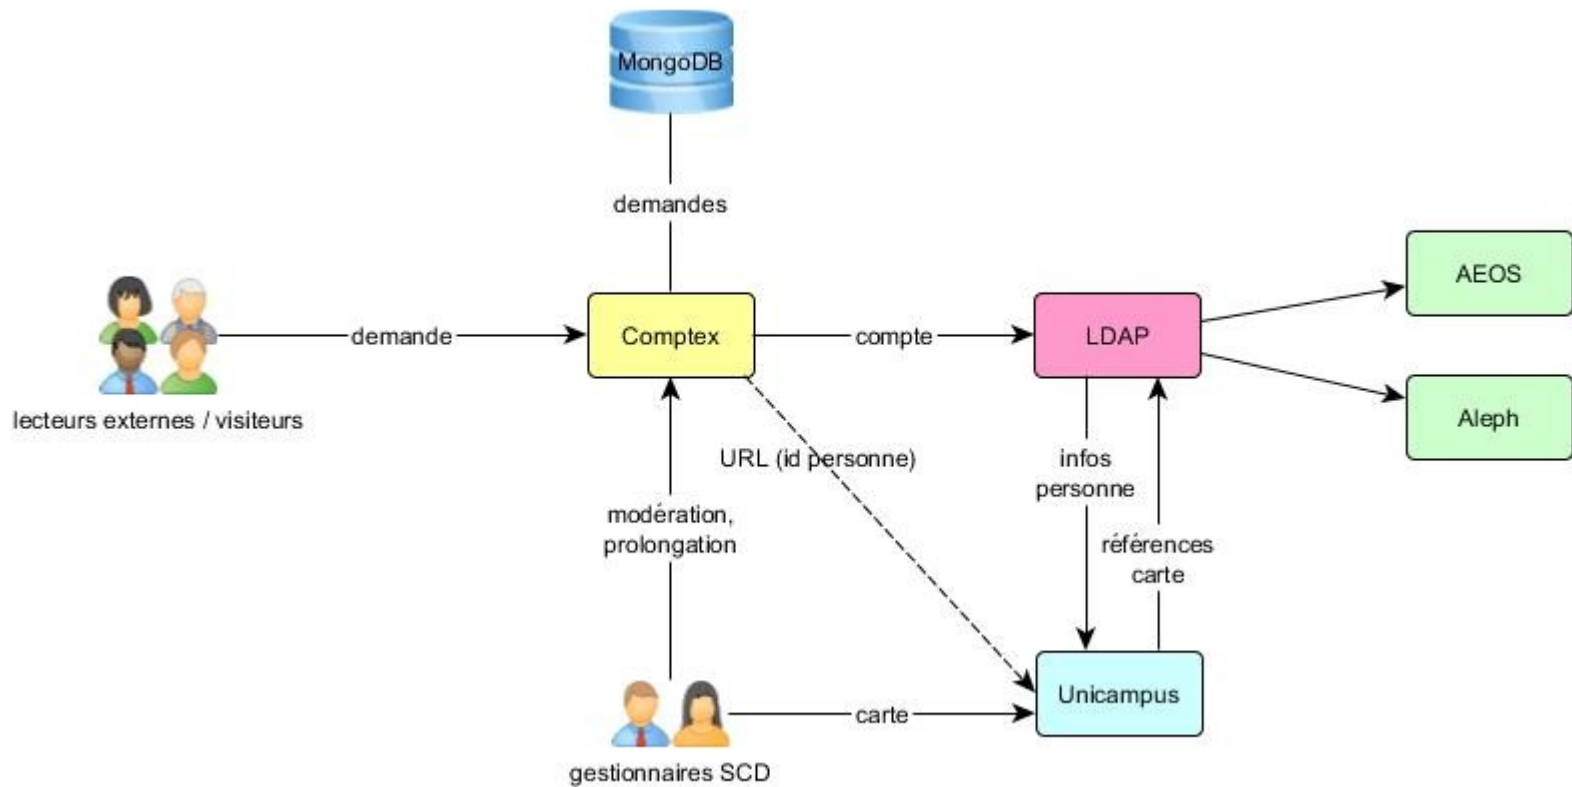 MongoDB
demandes
AEOS
demande
Comptex
compte
LDAP
lecteurs externes / visiteurs
Aleph
URL (id personne)
infos
personne
modération,
prolongation
références
carte
Unicampus
carte
gestionnaires SCD